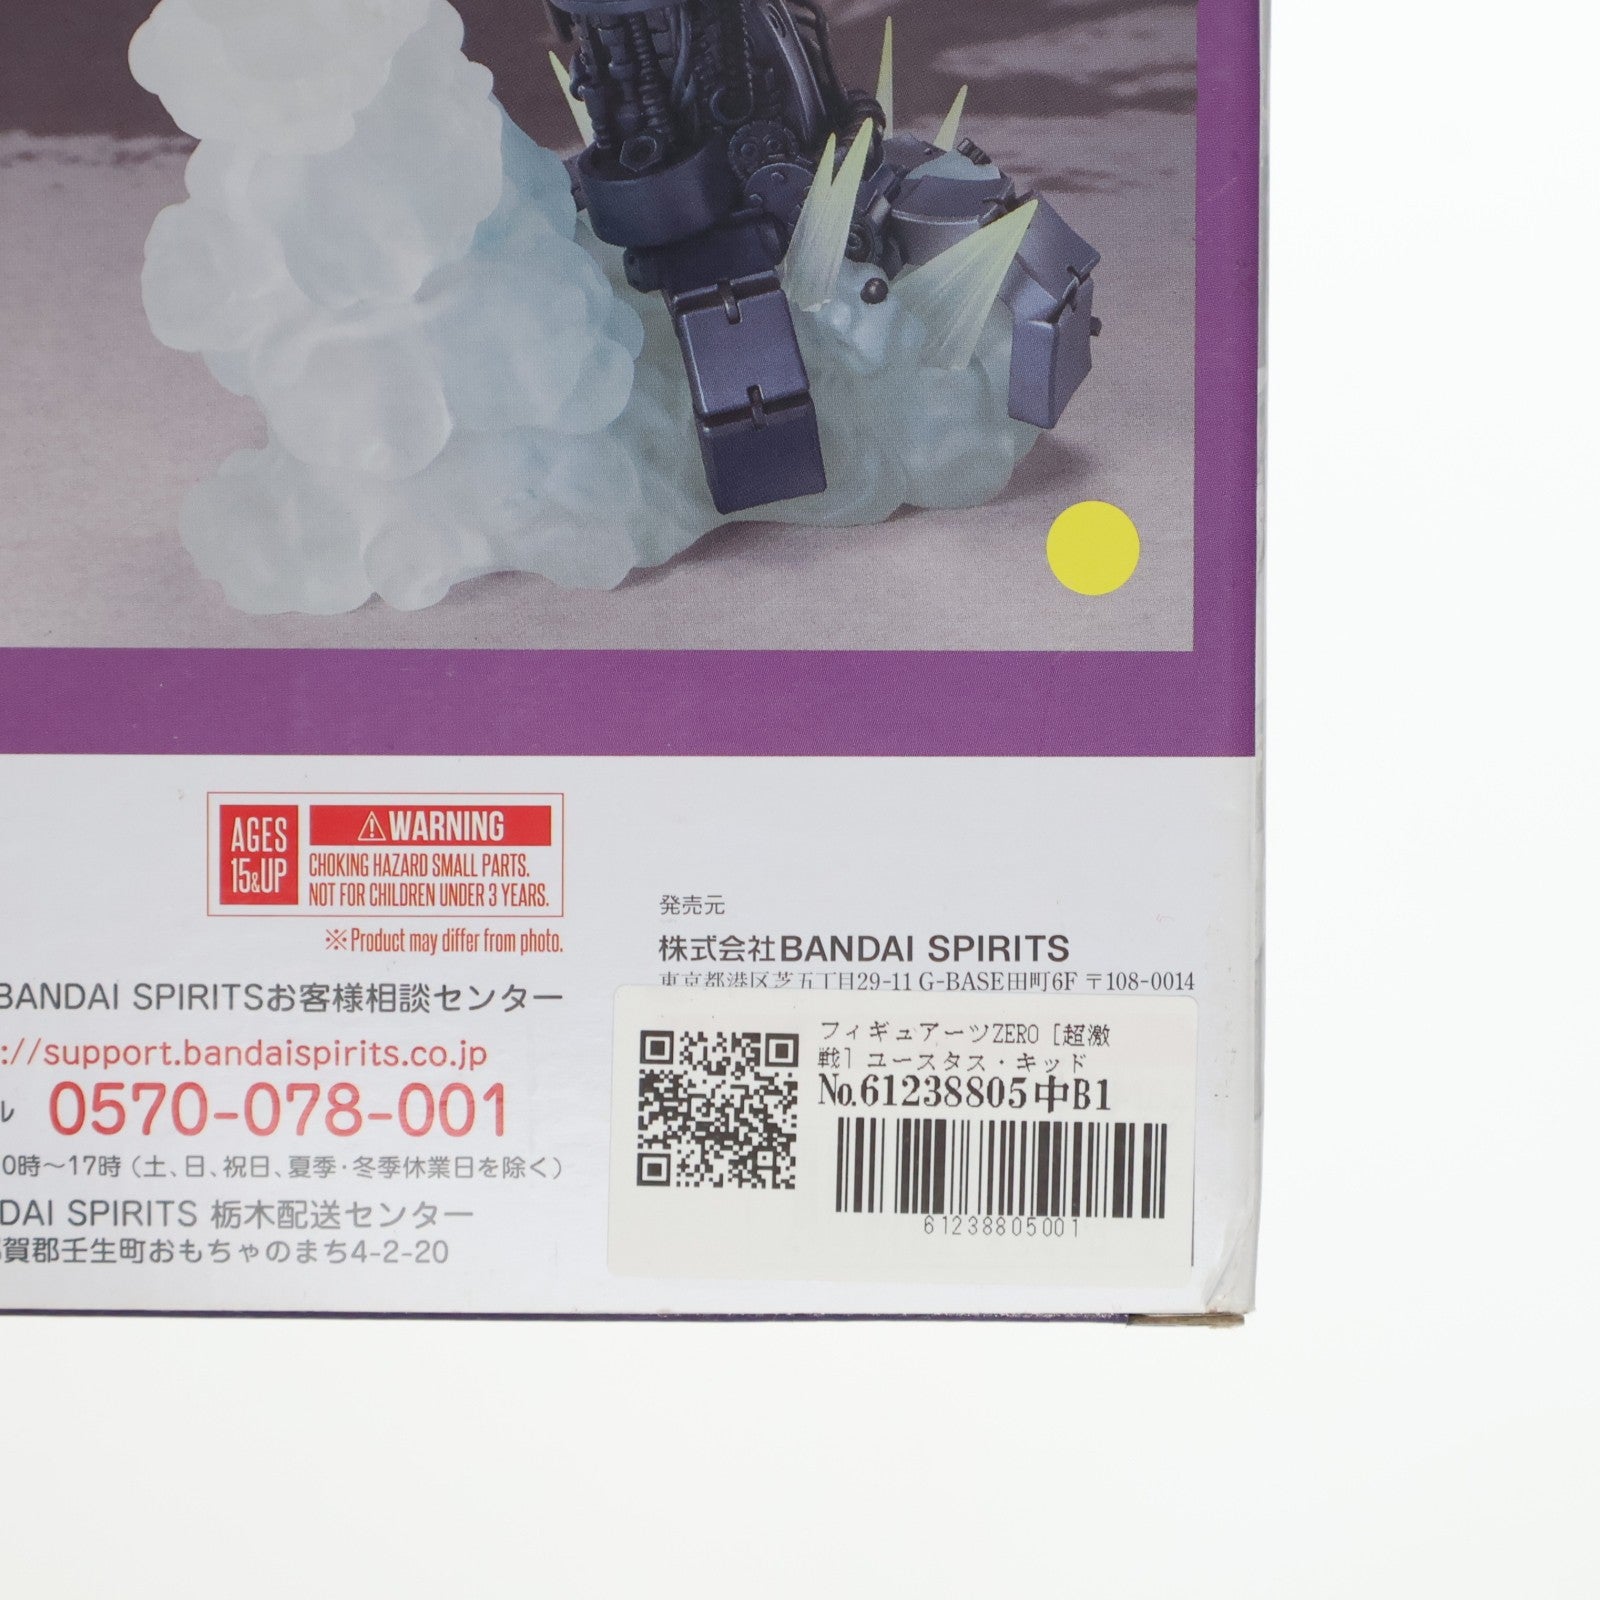 AGES
15&UP
⚠WARNING
CHOKING HAZARD SMALL PARTS.
NOT FOR CHILDREN UNDER 3 YEARS.
※Product may differ from photo.
BANDAI SPIRITSお客様相談センター
://support.bandaispirits.co.jp
ル 0570-078-001
0時～17時（土、日、祝日、夏季・冬季休業日を除く）
DAI SPIRITS 栃木配送センター
賀郡壬生町おもちゃのまち4-2-20
発売元
株式会社BANDAI SPIRITS
東京都港区芝五丁目29-11 G-BASE田町6F 〒108-0014
フィギュアーツZERO [超激
戦] ユースタス・キッド
No.61238805中B1
61238805001